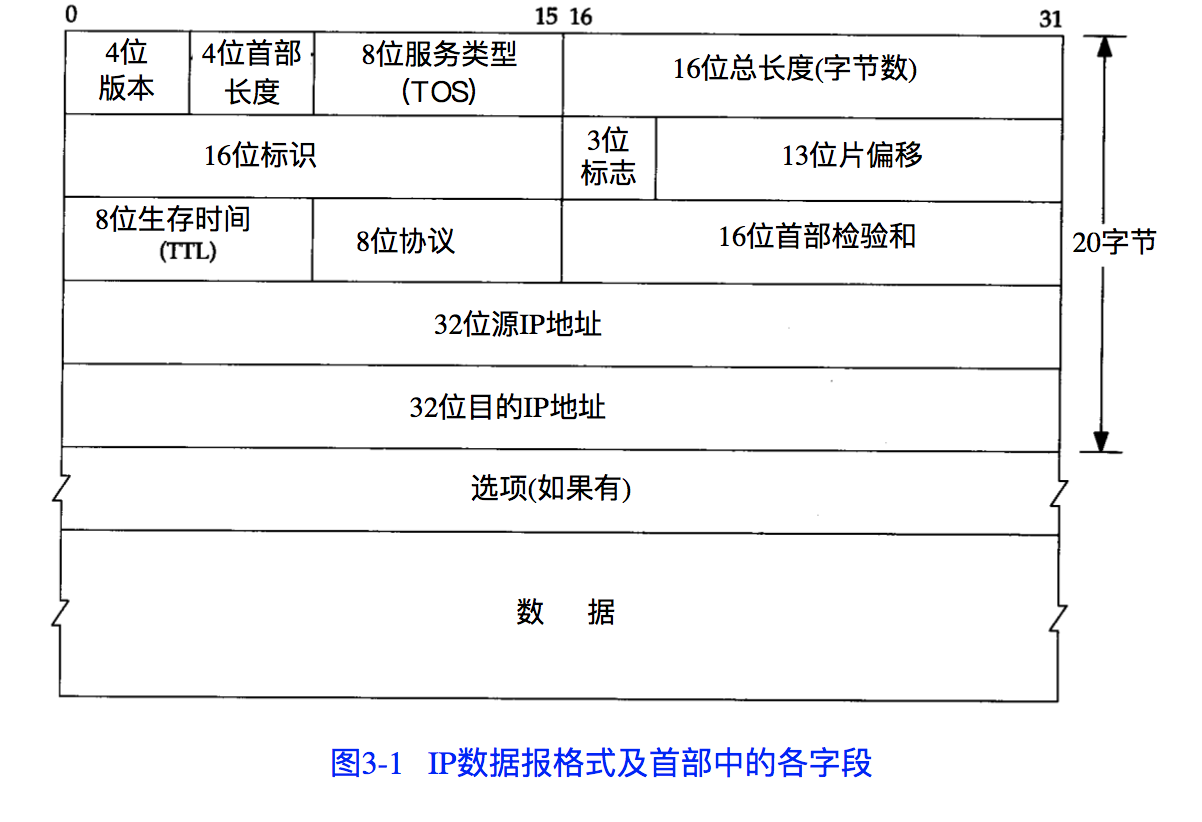 0 15 16 31
4位
版本
4位首部
长度
8位服务类型
(TOS)
16位总长度(字节数)
16位标识
3位
标志
13位片偏移
8位生存时间
(TTL)
8位协议
16位首部检验和
20字节
32位源IP地址
32位目的IP地址
选项(如果有)
数 据
图3-1 IP数据报格式及首部中的各字段